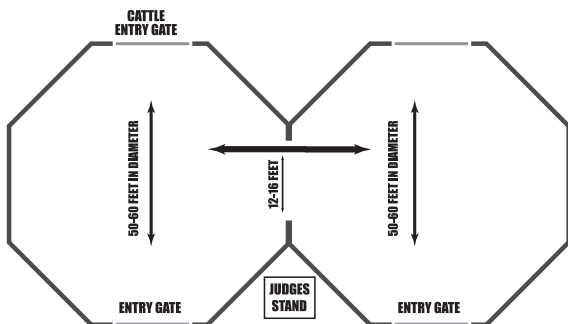 CATTLE
ENTRY GATE
50-60 FEET IN DIAMETER
12-16 FEET
50-60 FEET IN DIAMETER
ENTRY GATE
JUDGES
STAND
ENTRY GATE